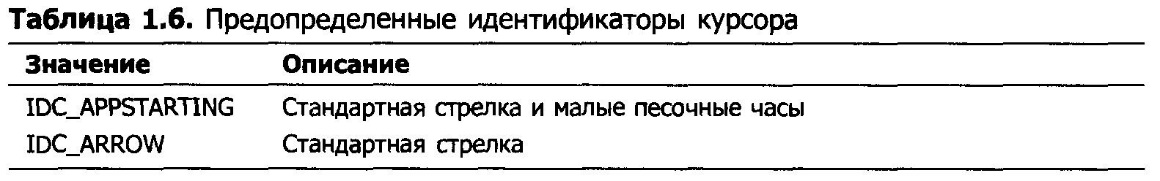 Таблица 1.6. Предопределенные идентификаторы курсора
Значение Описание
IDC_APPSTARTING Стандартная стрелка и малые песочные часы
IDC_ARROW Стандартная стрелка